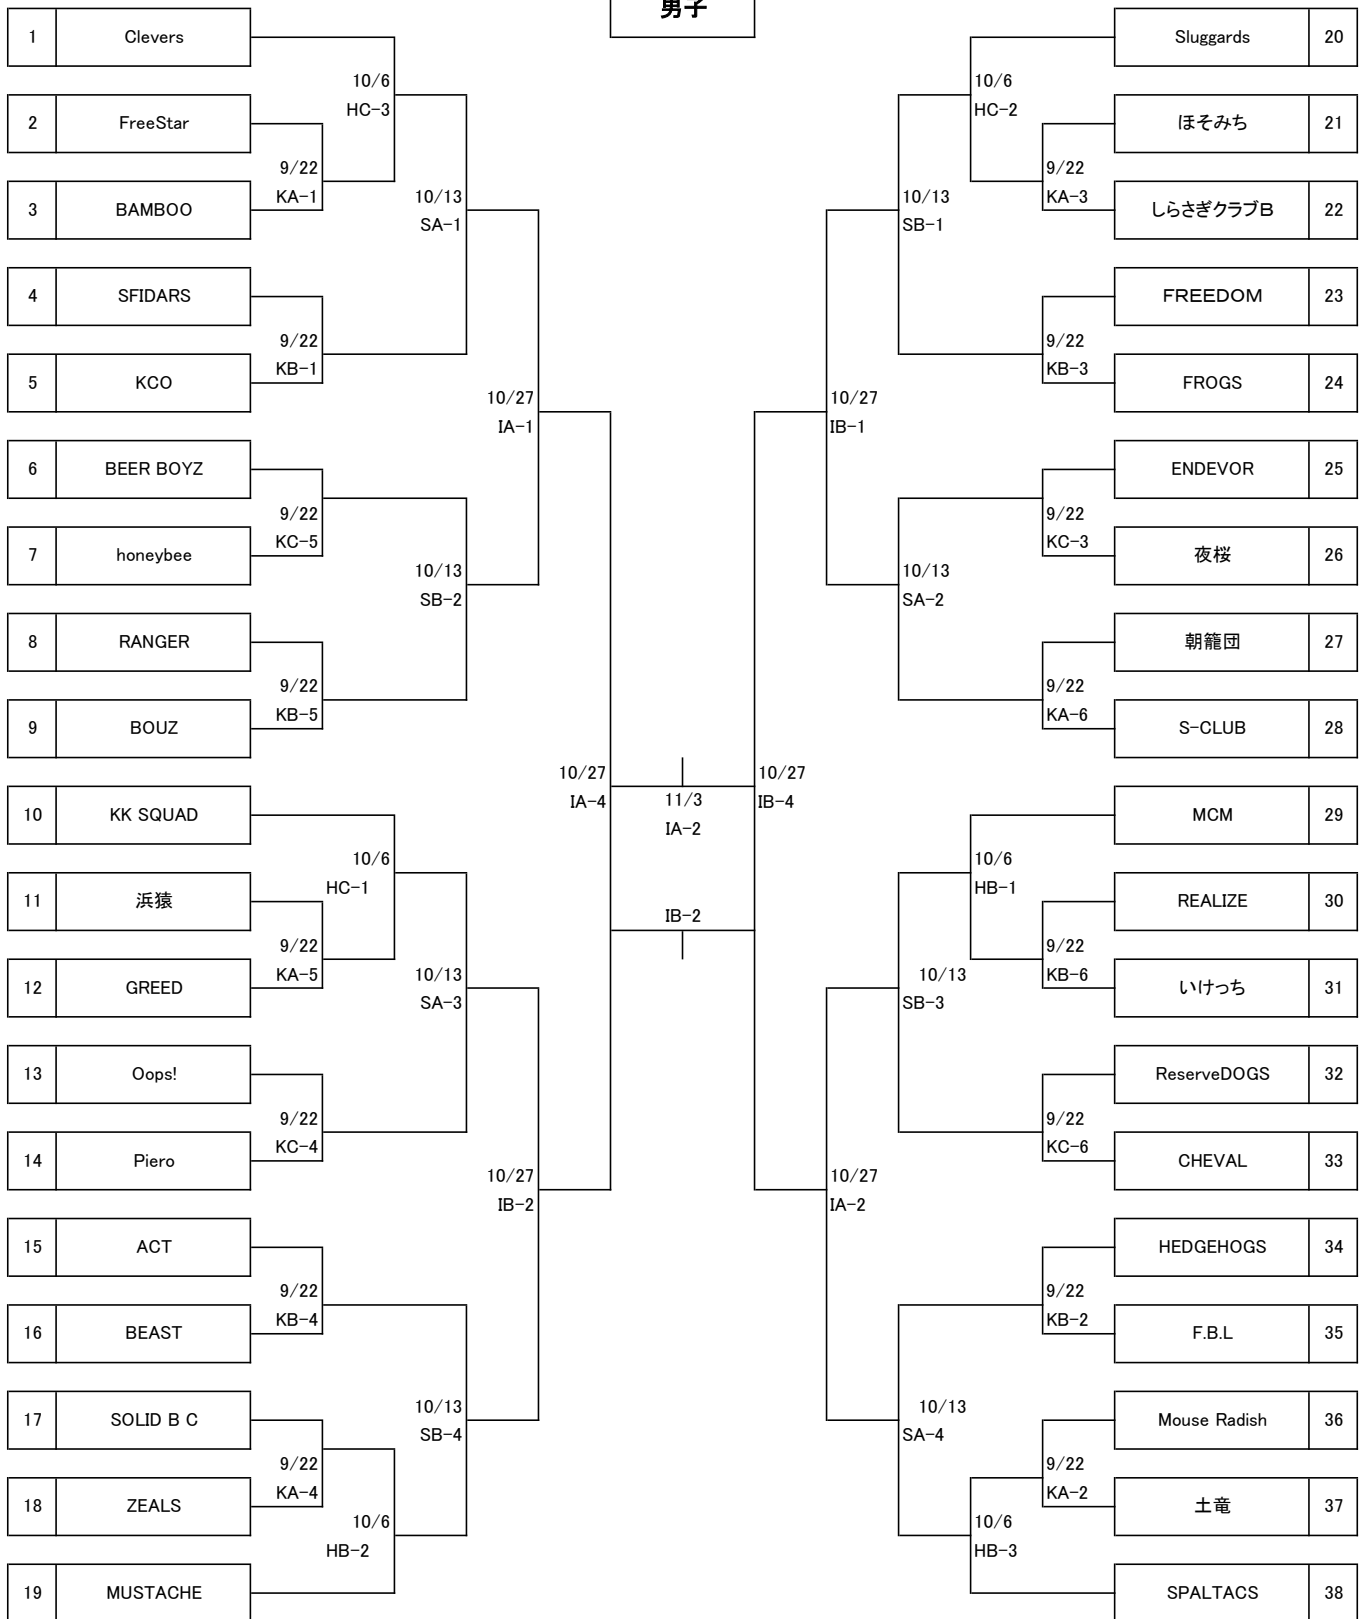 男子
1 Clevers
Sluggards 20
10/6
HC-3
10/6
HC-2
2 FreeStar
ほそみち 21
9/22
KA-1
9/22
KA-3
3 BAMBOO
しらさぎクラブB 22
10/13
SA-1
10/13
SB-1
4 SFIDARS
FREEDOM 23
9/22
KB-1
9/22
KB-3
5 KCO
FROGS 24
10/27
IA-1
10/27
IB-1
6 BEER BOYZ
ENDEVOR 25
9/22
KC-5
9/22
KC-3
7 honeybee
夜桜 26
10/13
SB-2
10/13
SA-2
8 RANGER
朝籠団 27
9/22
KB-5
9/22
KA-6
9 BOUZ
S-CLUB 28
10/27
IA-4
11/3
IA-2
10/27
IB-4
10 KK SQUAD
MCM 29
10/6
HC-1
10/6
HB-1
11 浜猿
REALIZE 30
IB-2
9/22
KA-5
9/22
KB-6
12 GREED
いけっち 31
10/13
SA-3
10/13
SB-3
13 Oops!
ReserveDOGS 32
9/22
KC-4
9/22
KC-6
14 Piero
CHEVAL 33
10/27
IB-2
10/27
IA-2
15 ACT
HEDGEHOGS 34
9/22
KB-4
9/22
KB-2
16 BEAST
F.B.L 35
17 SOLID B C
Mouse Radish 36
10/13
SB-4
10/13
SA-4
9/22
KA-4
9/22
KA-2
18 ZEALS
土竜 37
10/6
HB-2
10/6
HB-3
19 MUSTACHE
SPALTACS 38